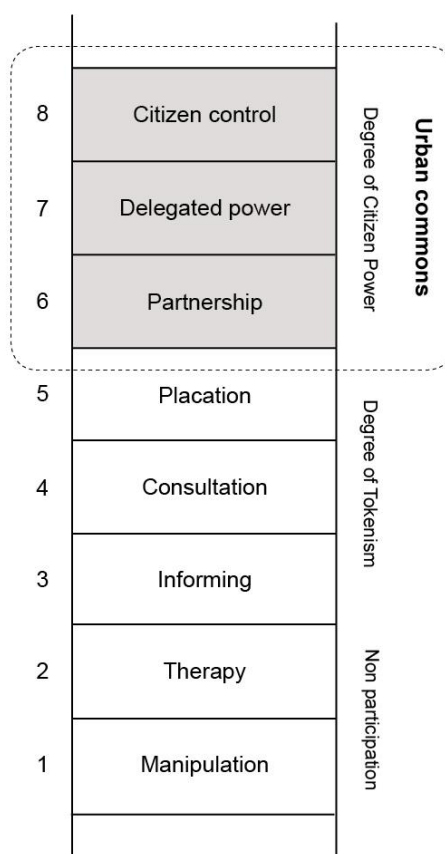 8
Citizen control
7
Delegated power
6
Partnership
5
Placation
4
Consultation
3
Informing
2
Therapy
1
Manipulation
Degree of Citizen Power
Degree of Tokenism
Non participation
Urban commons